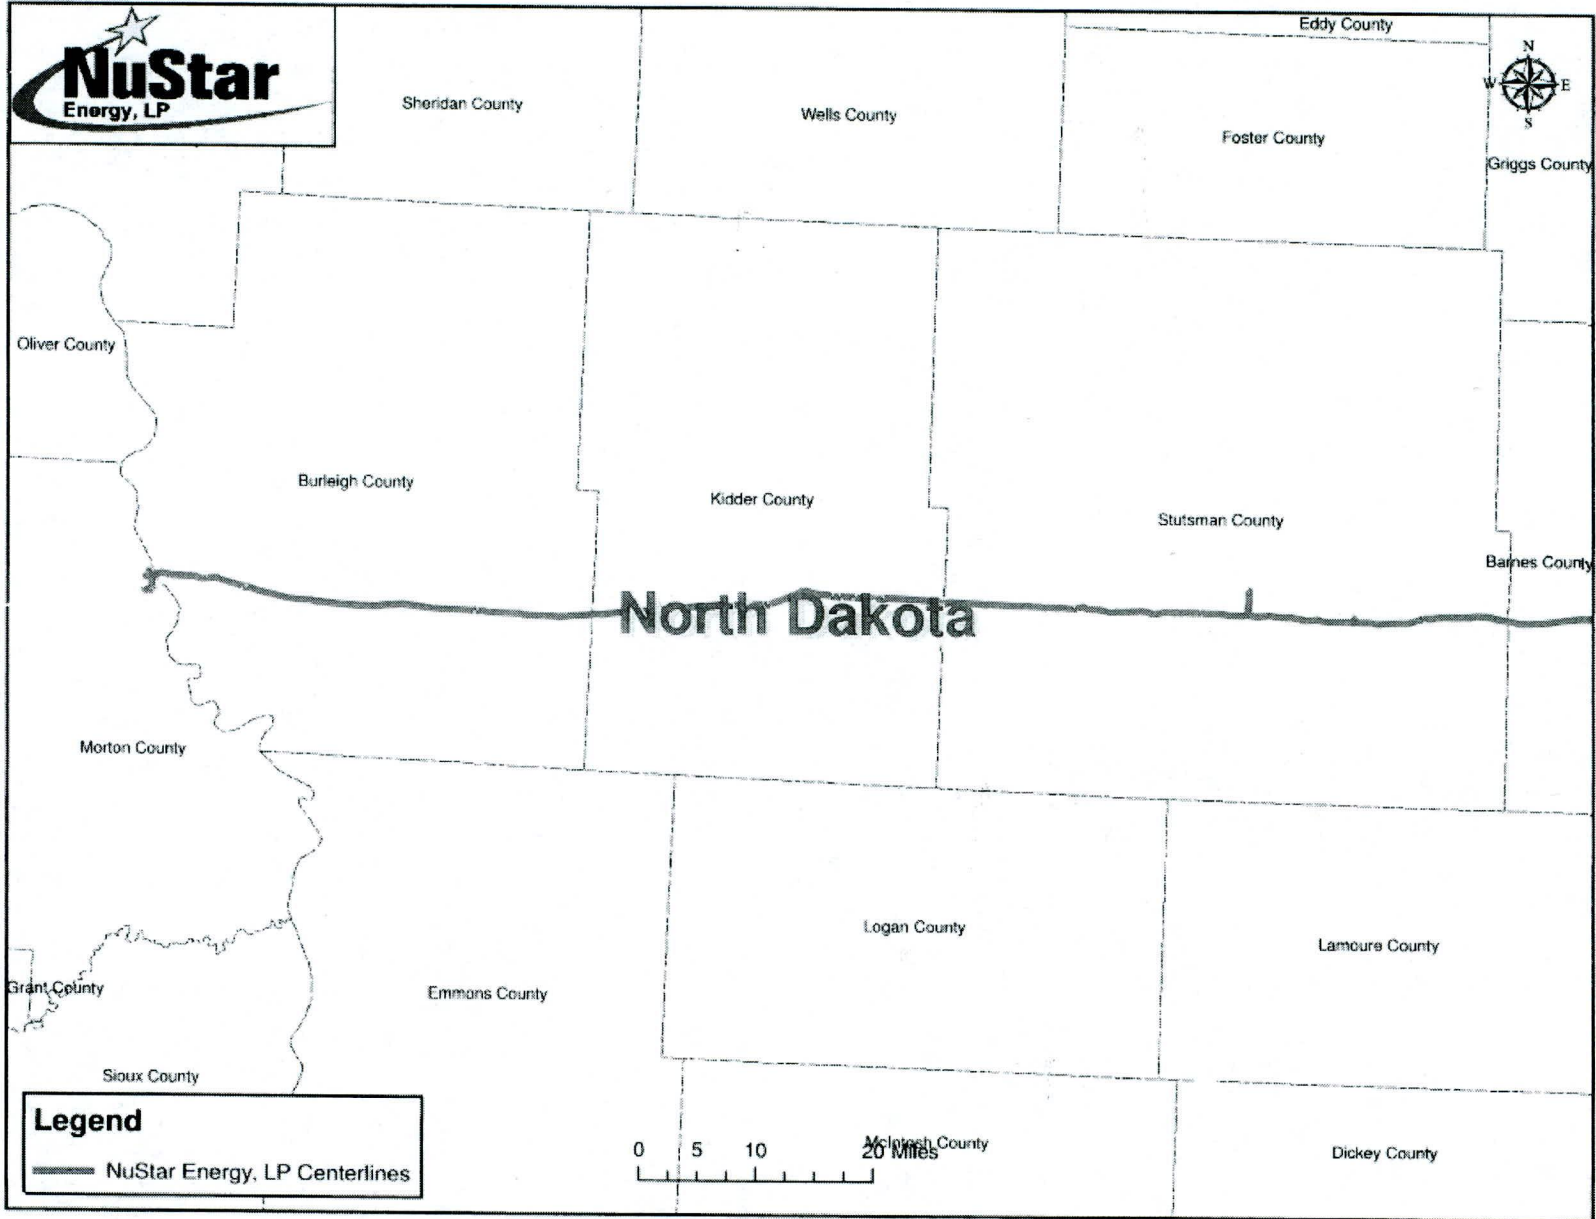 NuStar
Energy, LP
Eddy County
N
W E
S
Sheridan County
Wells County
Foster County
Griggs County
Oliver County
Burleigh County
Kidder County
Stutsman County
Barnes County
North Dakota
Morton County
Logan County
Lamoure County
Grant County
Emmons County
Sioux County
Legend
NuStar Energy, LP Centerlines
0 5 10 20 Miles
McIntosh County
Dickey County